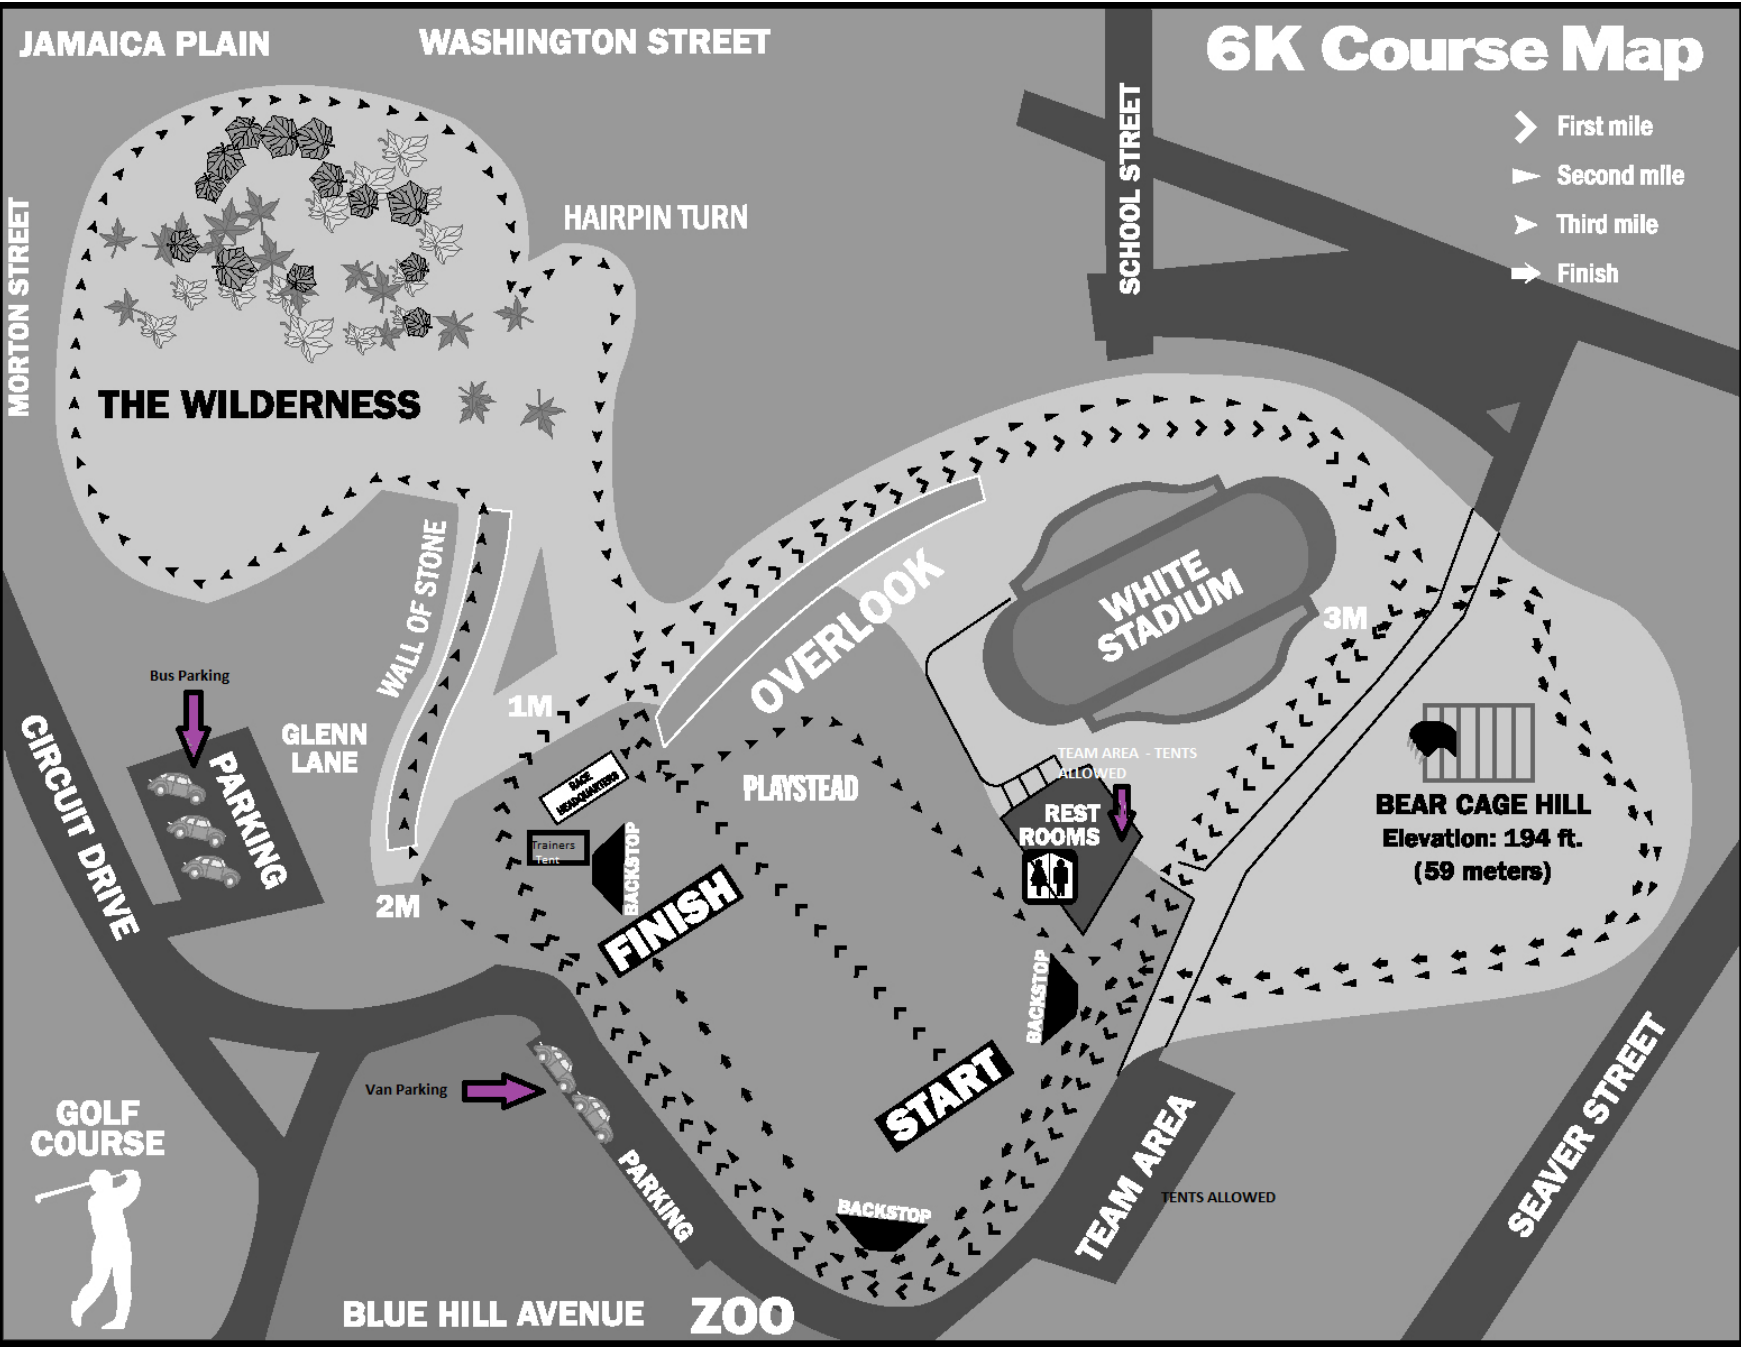 JAMAICA PLAIN
WASHINGTON STREET
6K Course Map
First mile
Second mile
Third mile
Finish
SCHOOL STREET
HAIRPIN TURN
MORTON STREET
THE WILDERNESS
WALL OF STONE
OVERLOOK
WHITE
STADIUM
3M
Bus Parking
1M
GLENN
LANE
CIRCUIT DRIVE
PARKING
RACE
HEADQUARTERS
PLAYSTEAD
TEAM AREA - TENTS
ALLOWED
REST
ROOMS
BEAR CAGE HILL
Elevation: 194 ft.
(59 meters)
Trainers
Tent
BACKSTOP
2M
FINISH
BACKSTOP
START
Van Parking
PARKING
GOLF
COURSE
TEAM AREA
TENTS ALLOWED
SEAVER STREET
BACKSTOP
BLUE HILL AVENUE
ZOO